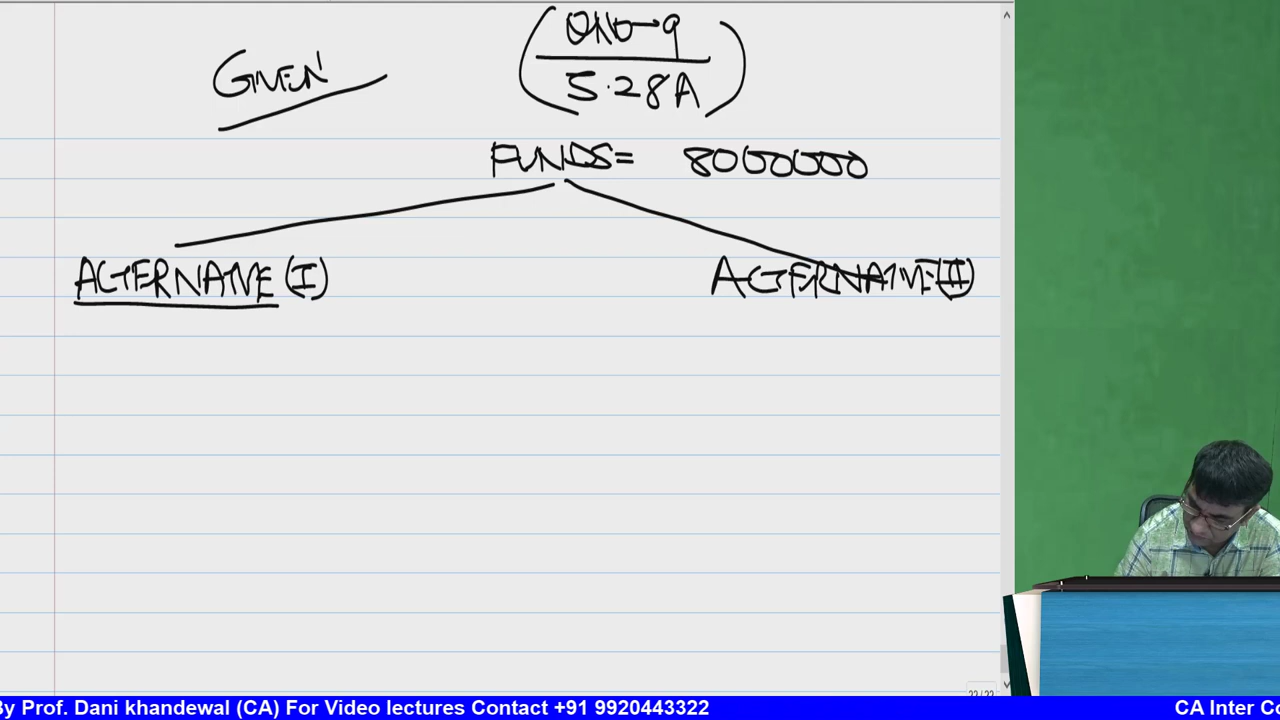 GIVEN
(QNO-9
5.28A)
FUNDS= 8000000
ALTERNATIVE (I)
ALTERNATIVE (II)
By Prof. Dani khandewal (CA) For Video lectures Contact +91 9920443322
CA Inter Co